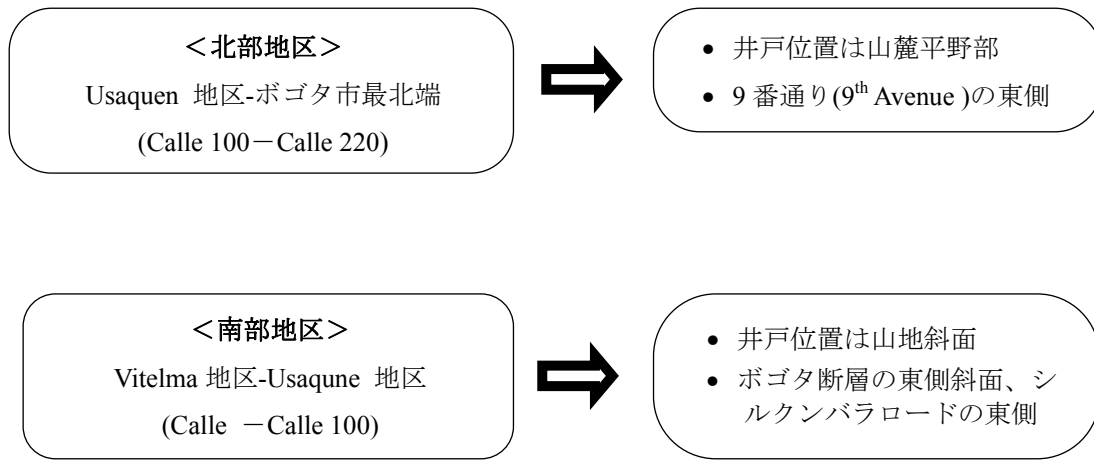 ＜北部地区＞
Usaquen 地区-ボゴタ市最北端
(Calle 100－Calle 220)
• 井戸位置は山麓平野部
• 9 番通り(9th Avenue )の東側
＜南部地区＞
Vitelma 地区-Usaqune 地区
(Calle －Calle 100)
• 井戸位置は山地斜面
• ボゴタ断層の東側斜面、シ
ルクンバラロードの東側